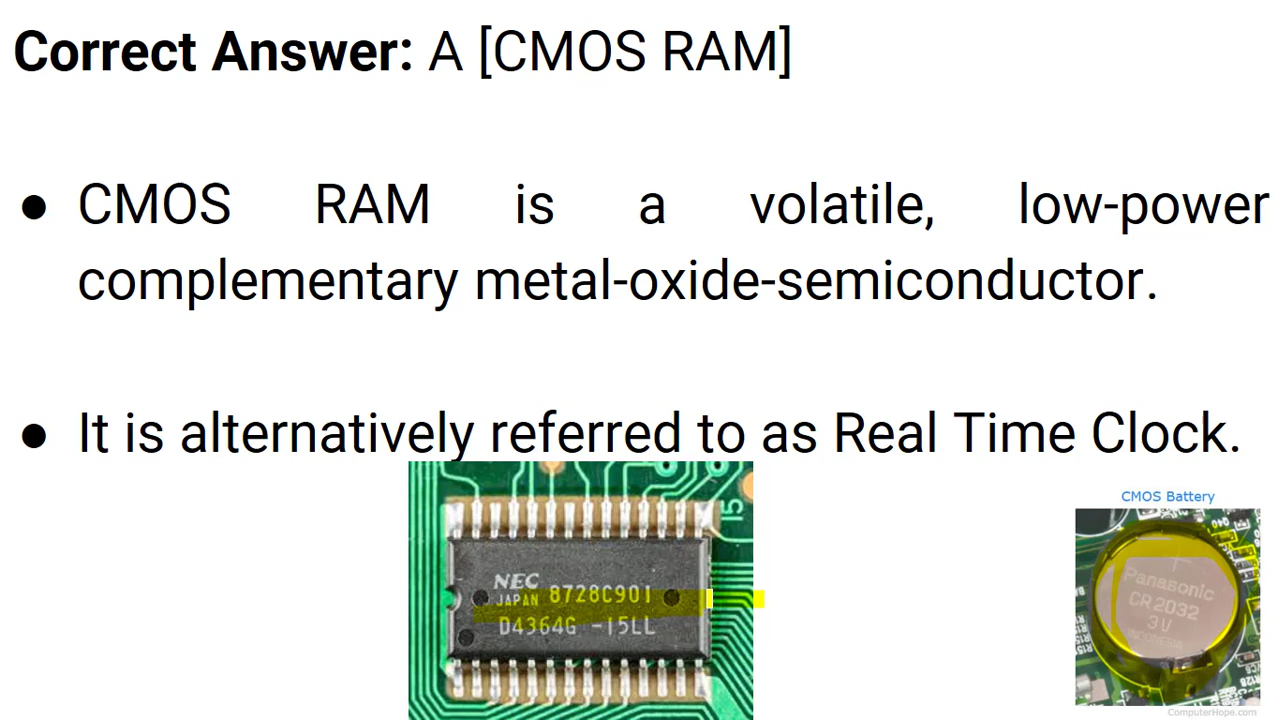 Correct Answer: A [CMOS RAM]
● CMOS RAM is a volatile, low-power
complementary metal-oxide-semiconductor.
● It is alternatively referred to as Real Time Clock.
CMOS Battery
NEC
JAPAN 8728C901
D4364G -15LL
Panasonic
CR2032
3V
INDONESIA
ComputerHope.com